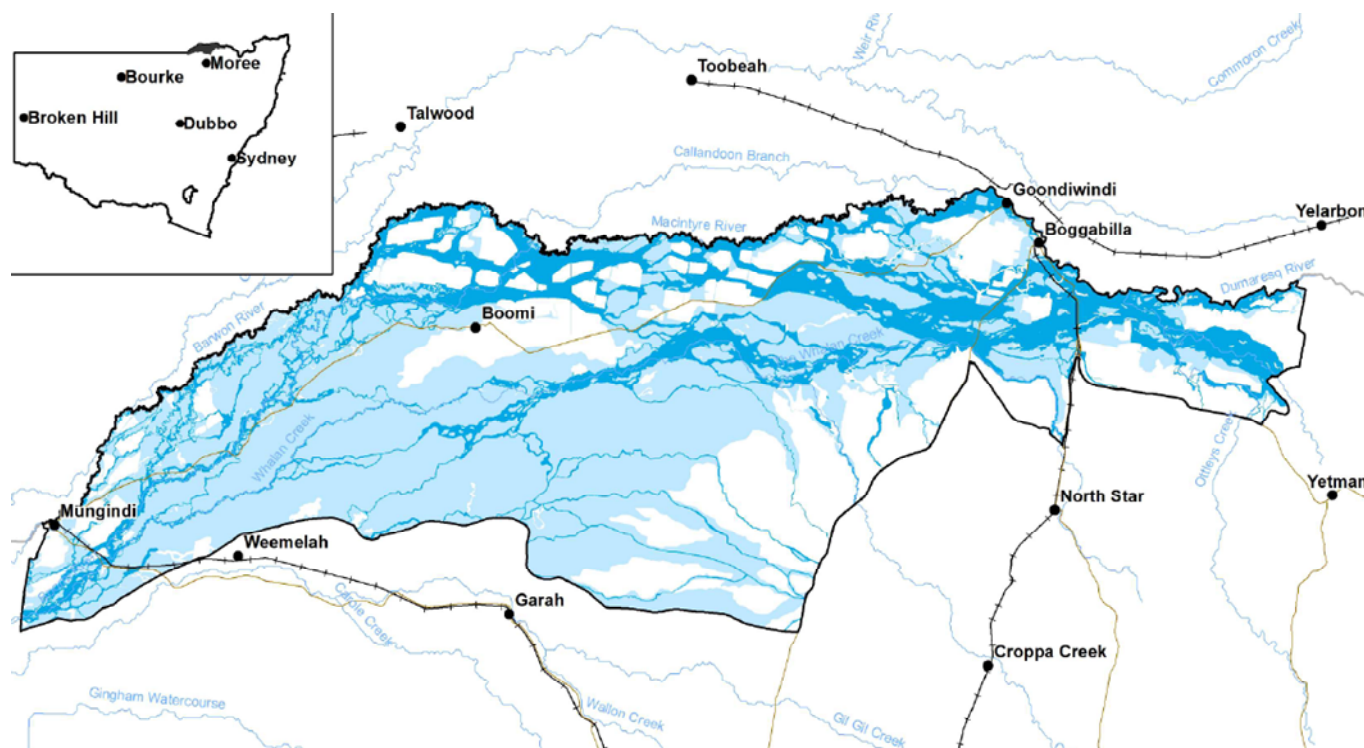 Moree
Bourke
Broken Hill
Dubbo
Sydney
Toobeah
Weir Riv
Commoron Creek
Talwood
Callandoon Branch
Goondiwindi
Macintyre River
Boggabilla
Yelarbon
Dumaresq River
Barwon River
Boomi
Whalan Creek
Whalan Creek
Ottleys Creek
Mungindi
North Star
Yetman
Weemelah
Garah
Carole Creek
Croppa Creek
Gingham Watercourse
Wallon Creek
Gil Gil Creek